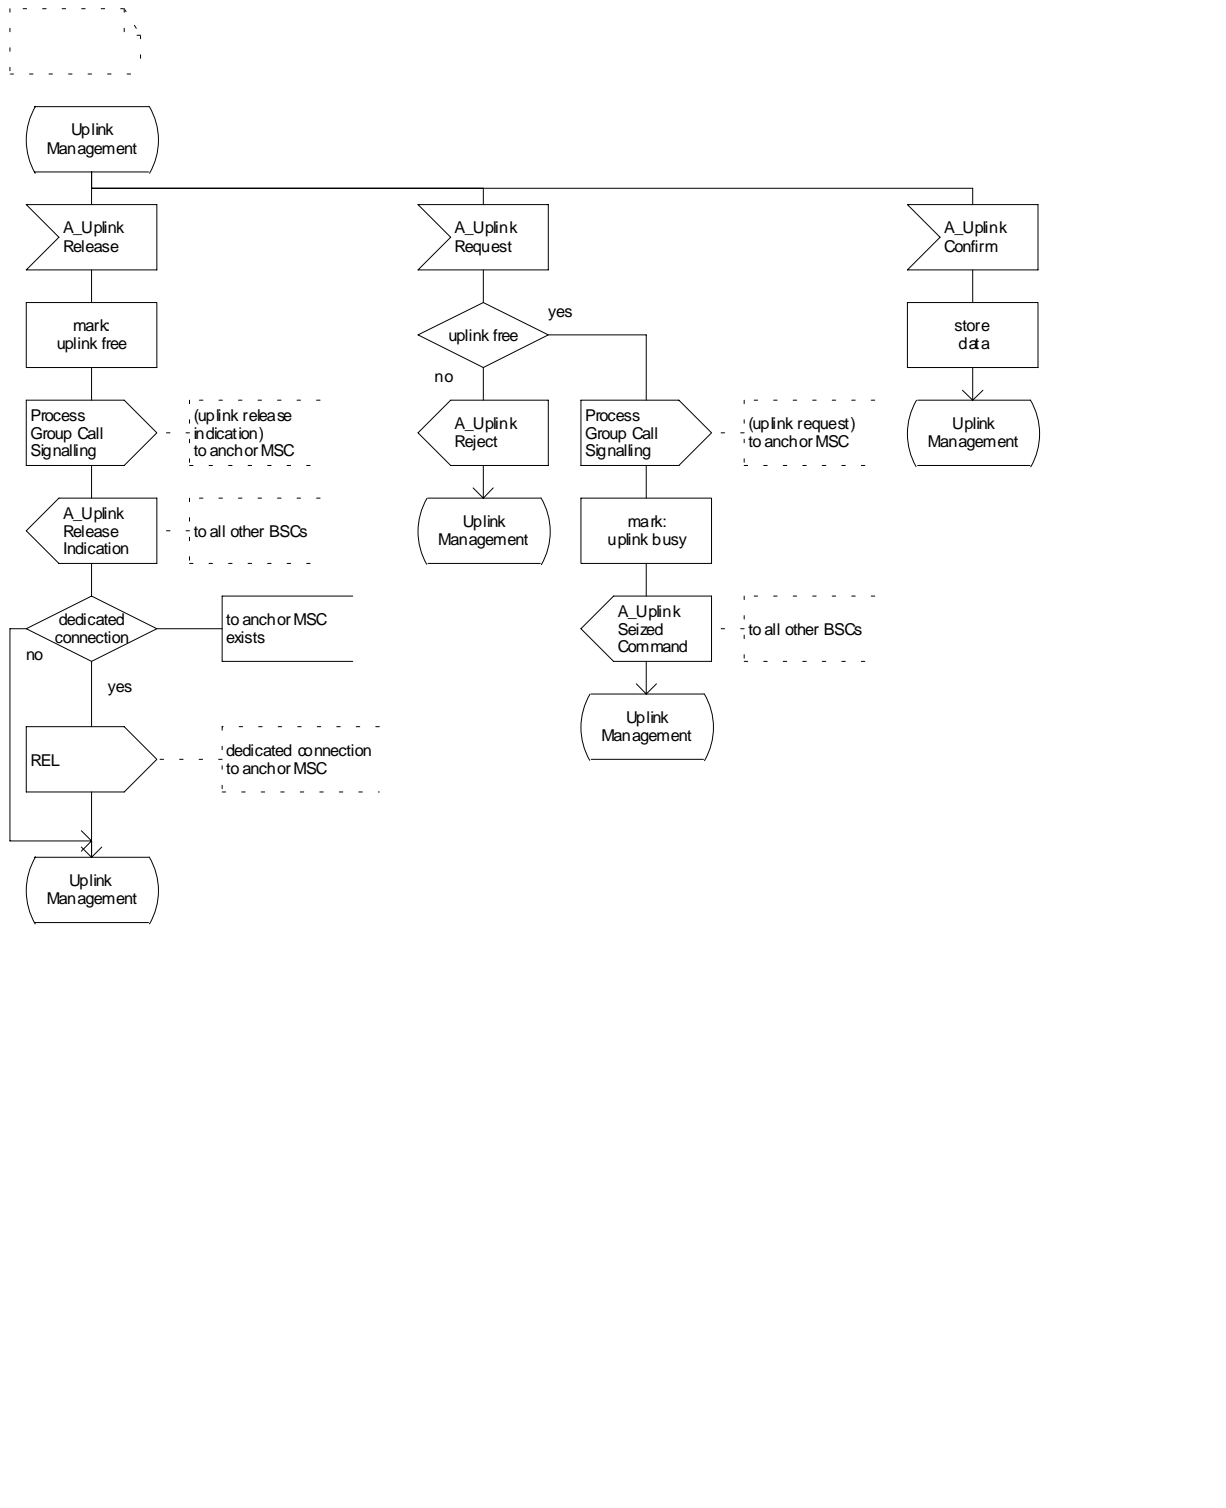 Uplink
Management
A_Uplink
Release
A_Uplink
Request
A_Uplink
Confirm
mark:
uplink free
uplink free
yes
no
store
data
Process
Group Call
Signalling
(uplink release
indication)
to anchor MSC
A_Uplink
Reject
Process
Group Call
Signalling
(uplink request)
to anchor MSC
Uplink
Management
A_Uplink
Release
Indication
to all other BSCs
Uplink
Management
mark:
uplink busy
dedicated
connection
no
yes
to anchor MSC
exists
A_Uplink
Seized
Command
to all other BSCs
REL
dedicated connection
to anchor MSC
Uplink
Management
Uplink
Management